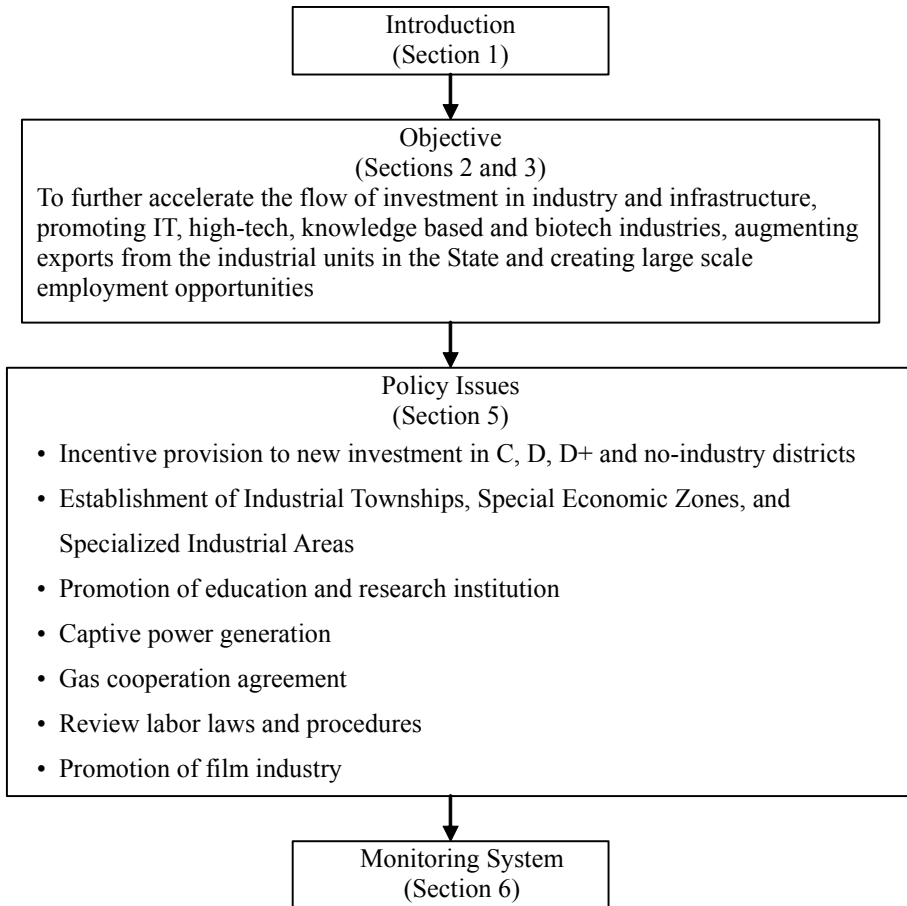 Introduction
(Section 1)
Objective
(Sections 2 and 3)
To further accelerate the flow of investment in industry and infrastructure,
promoting IT, high-tech, knowledge based and biotech industries, augmenting
exports from the industrial units in the State and creating large scale
employment opportunities
Policy Issues
(Section 5)
• Incentive provision to new investment in C, D, D+ and no-industry districts
• Establishment of Industrial Townships, Special Economic Zones, and
Specialized Industrial Areas
• Promotion of education and research institution
• Captive power generation
• Gas cooperation agreement
• Review labor laws and procedures
• Promotion of film industry
Monitoring System
(Section 6)